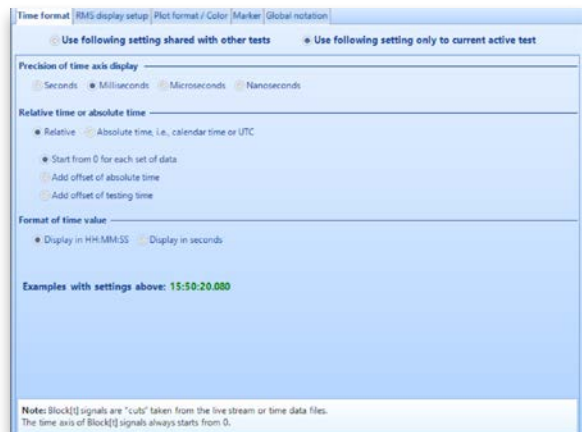 Time format RMS display setup Plot format / Color Marker Global notation
Use following setting shared with other tests Use following setting only to current active test
Precision of time axis display
Seconds Milliseconds Microseconds Nanoseconds
Relative time or absolute time
Relative Absolute time, i.e., calendar time or UTC
Start from 0 for each set of data
Add offset of absolute time
Add offset of testing time
Format of time value
Display in HH:MM:SS Display in seconds
Examples with settings above: 15:50:20.080
Note: Block[t] signals are "cuts" taken from the live stream or time data files.
The time axis of Block[t] signals always starts from 0.